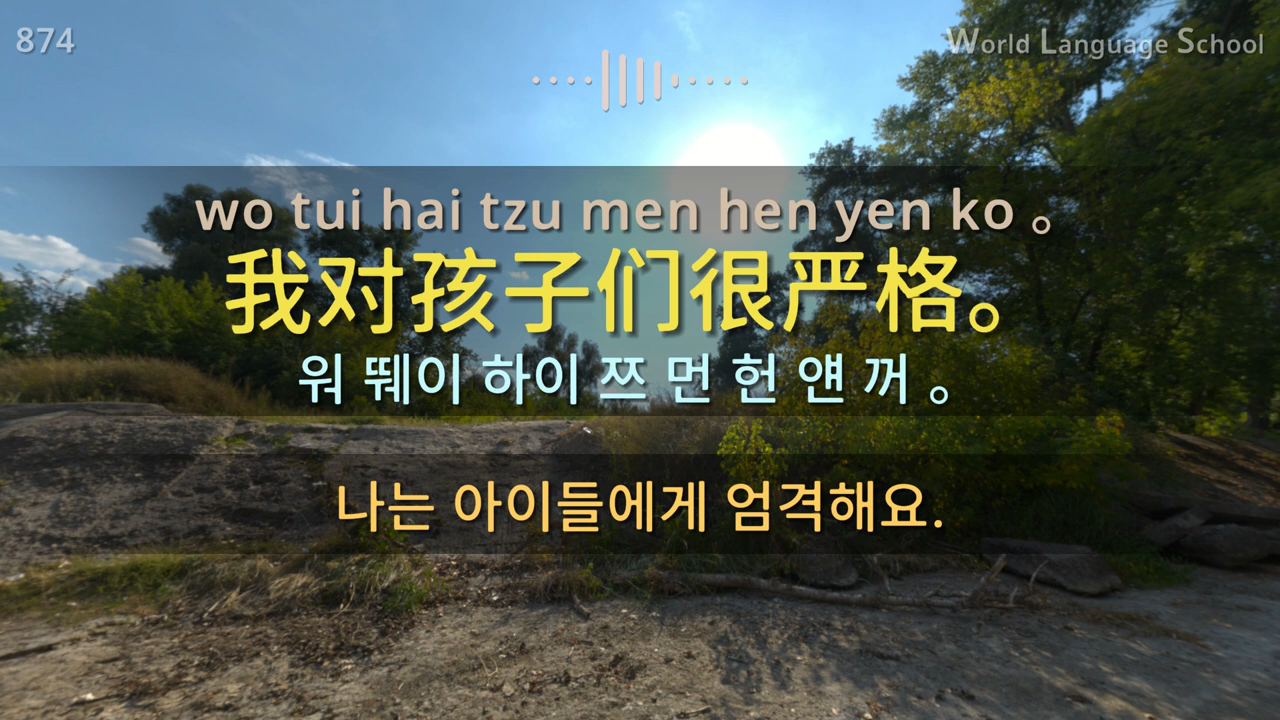 874
World Language School
wo tui hai tzu men hen yen ko 。
我对孩子们很严格。
워 뛔이 하이 쯔 먼 헌 얜 꺼 。
나는 아이들에게 엄격해요.